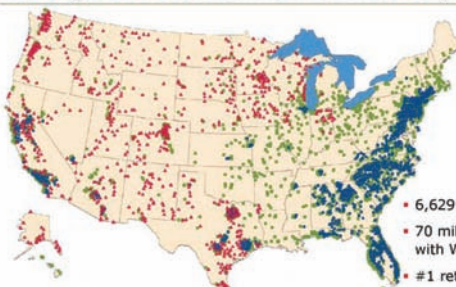 ▪ 6,629
▪ 70 mil
with W
▪ #1 ret